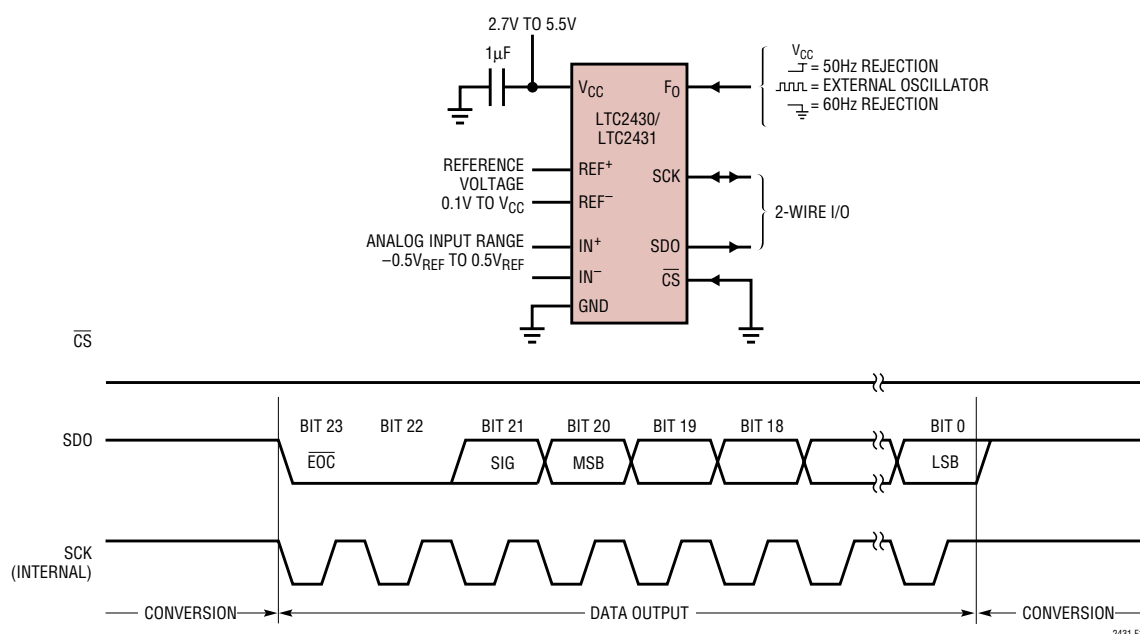 2.7V TO 5.5V
1µF
VCC
= 50Hz REJECTION
= EXTERNAL OSCILLATOR
= 60Hz REJECTION
VCC FO
LTC2430/
LTC2431
REFERENCE
VOLTAGE
0.1V TO VCC
REF+ SCK
REF−
2-WIRE I/O
ANALOG INPUT RANGE
−0.5VREF TO 0.5VREF
IN+ SDO
IN− CS
GND
CS
SDO
BIT 23 BIT 22 BIT 21 BIT 20 BIT 19 BIT 18 BIT 0
EOC SIG MSB LSB
SCK
(INTERNAL)
CONVERSION DATA OUTPUT CONVERSION